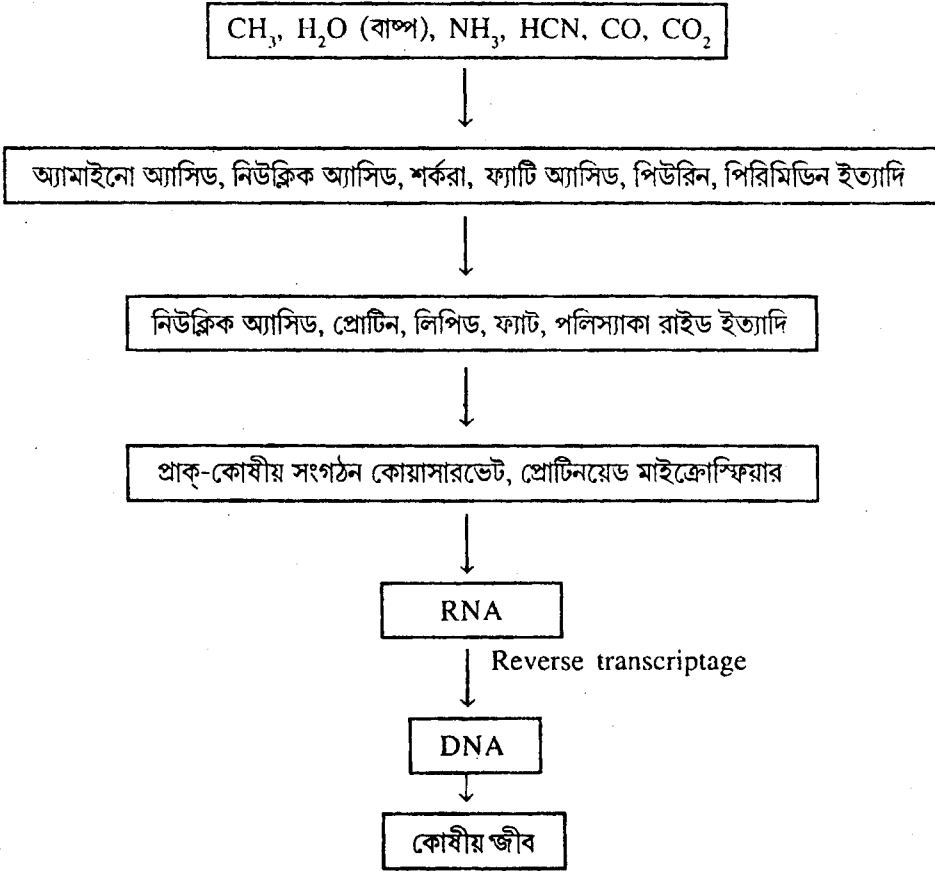 CH₃, H₂O (বাষ্প), NH₃, HCN, CO, CO₂
অ্যামাইনো অ্যাসিড, নিউক্লিক অ্যাসিড, শর্করা, ফ্যাটি অ্যাসিড, পিউরিন, পিরিমিডিন ইত্যাদি
নিউক্লিক অ্যাসিড, প্রোটিন, লিপিড, ফ্যাট, পলিস্যাকা রাইড ইত্যাদি
প্রাক্-কোষীয় সংগঠন কোয়াসারভেট, প্রোটিনয়েড মাইক্রোস্ফিয়ার
RNA
Reverse transcriptage
DNA
কোষীয় জীব